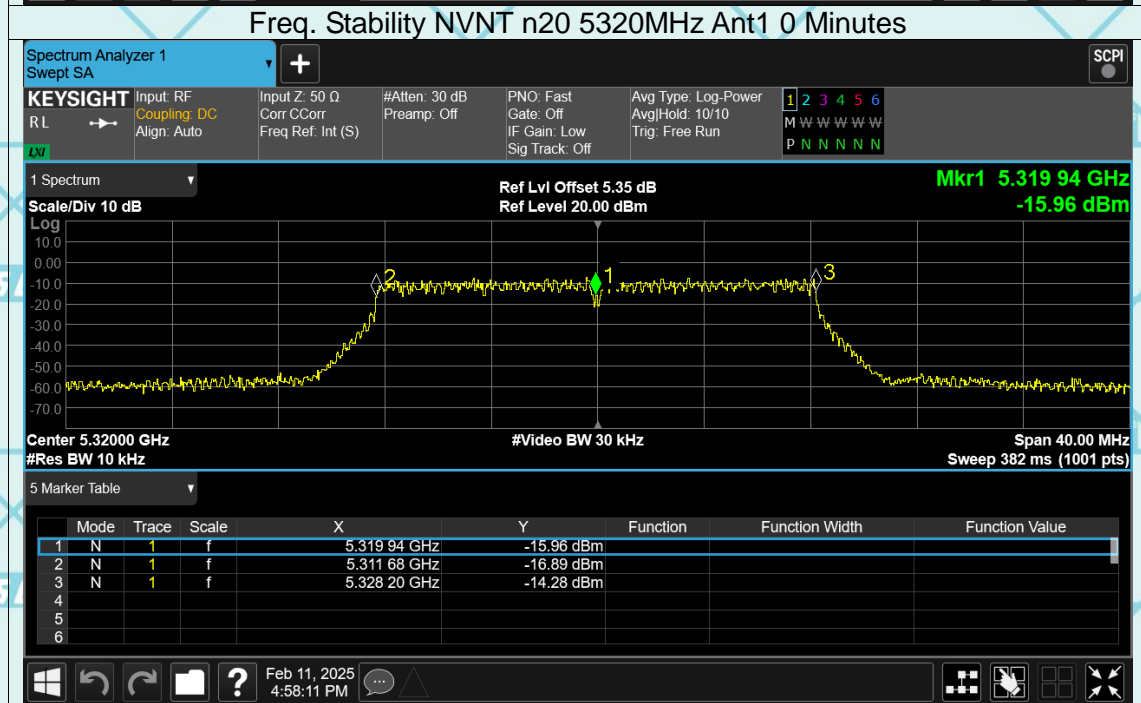 Freq. Stability NVNT n20 5320MHz Ant1 0 Minutes
Spectrum Analyzer 1
Swept SA
+
SCPI
KEYSIGHT
RL
LXI
Input: RF
Coupling: DC
Align: Auto
Input Z: 50 Ω
Corr CCorr
Freq Ref: Int (S)
#Atten: 30 dB
Preamp: Off
PNO: Fast
Gate: Off
IF Gain: Low
Sig Track: Off
Avg Type: Log-Power
Avg|Hold: 10/10
Trig: Free Run
1 2 3 4 5 6
M W W W W W
P N N N N N
1 Spectrum
Scale/Div 10 dB
Ref Lvl Offset 5.35 dB
Ref Level 20.00 dBm
Mkr1 5.319 94 GHz
-15.96 dBm
Log
10.0
0.00
-10.0
-20.0
-30.0
-40.0
-50.0
-60.0
-70.0
2
1
3
Center 5.32000 GHz
#Video BW 30 kHz
Span 40.00 MHz
#Res BW 10 kHz
Sweep 382 ms (1001 pts)
5 Marker Table
Mode Trace Scale X Y Function Function Width Function Value
1 N 1 f 5.319 94 GHz -15.96 dBm
2 N 1 f 5.311 68 GHz -16.89 dBm
3 N 1 f 5.328 20 GHz -14.28 dBm
4
5
6
?
Feb 11, 2025
4:58:11 PM